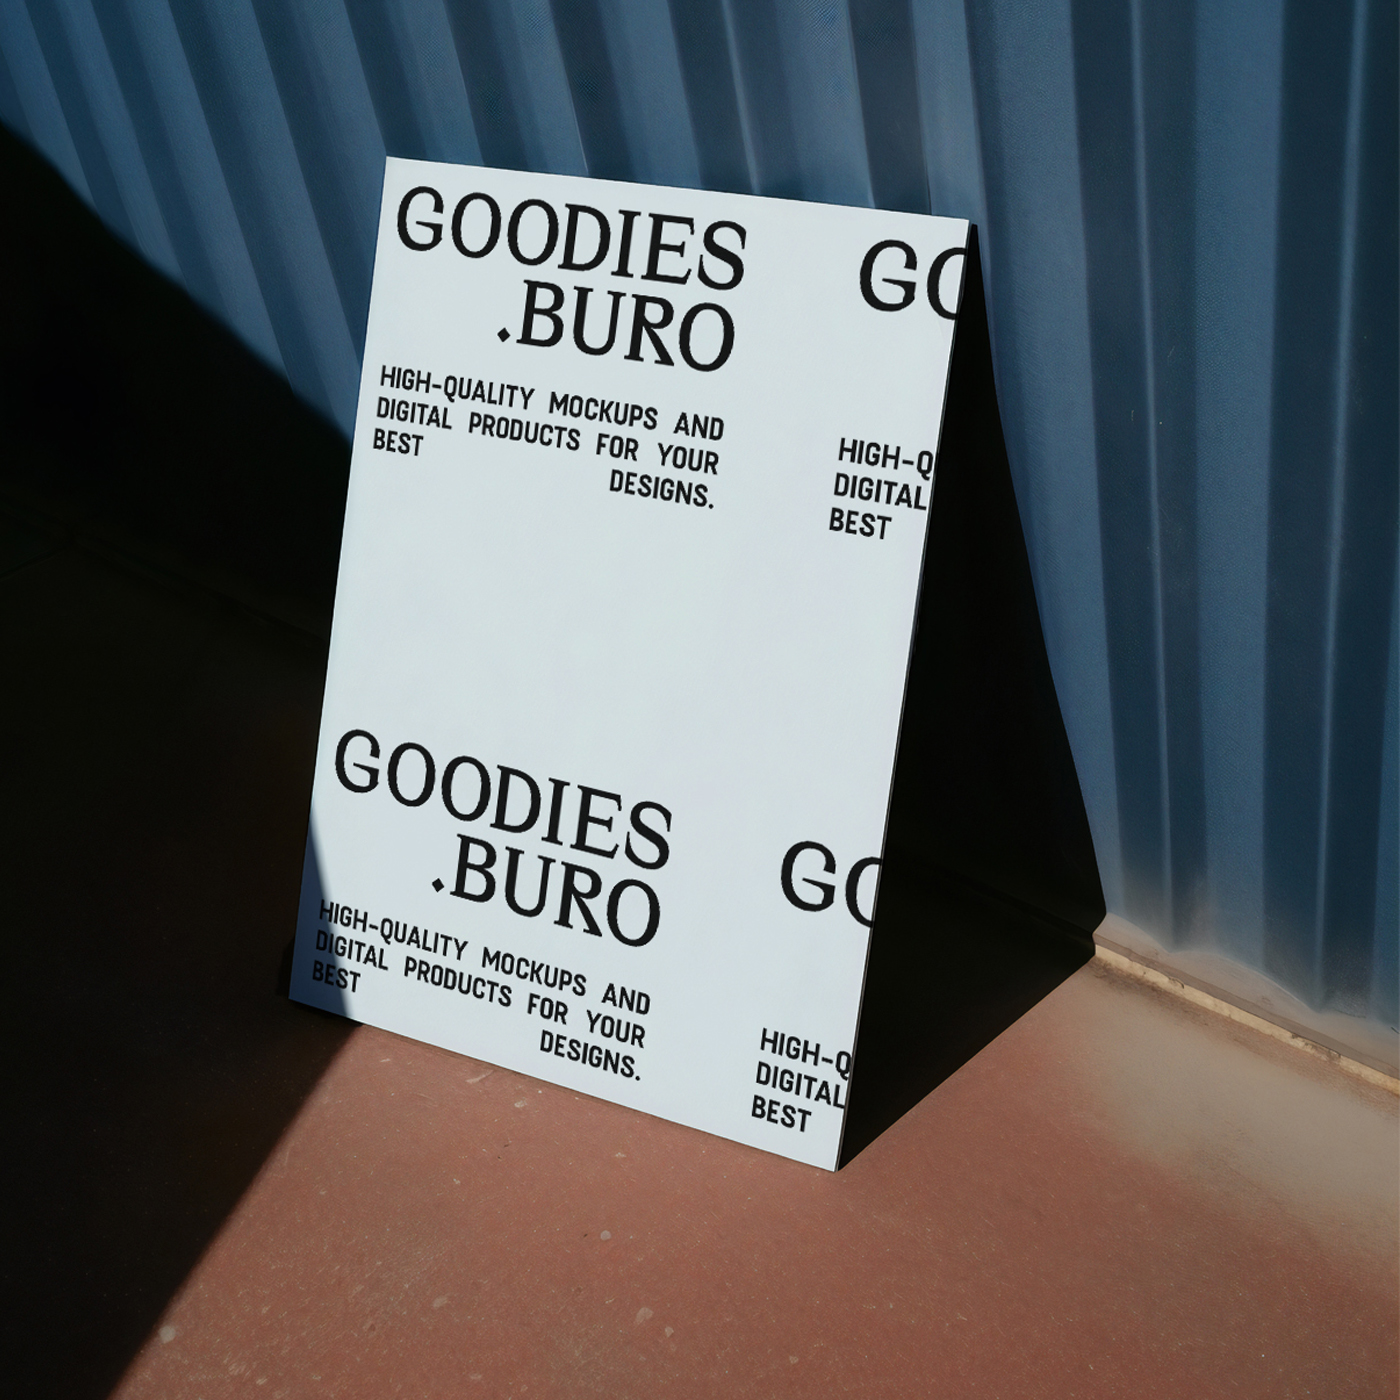 GOODIES
.BURO
HIGH-QUALITY MOCKUPS AND
DIGITAL PRODUCTS FOR YOUR
BEST
DESIGNS.
GO
HIGH-Q
DIGITAL
BEST
GOODIES
.BURO
HIGH-QUALITY MOCKUPS AND
DIGITAL PRODUCTS FOR YOUR
BEST
DESIGNS.
GO
HIGH-Q
DIGITAL
BEST